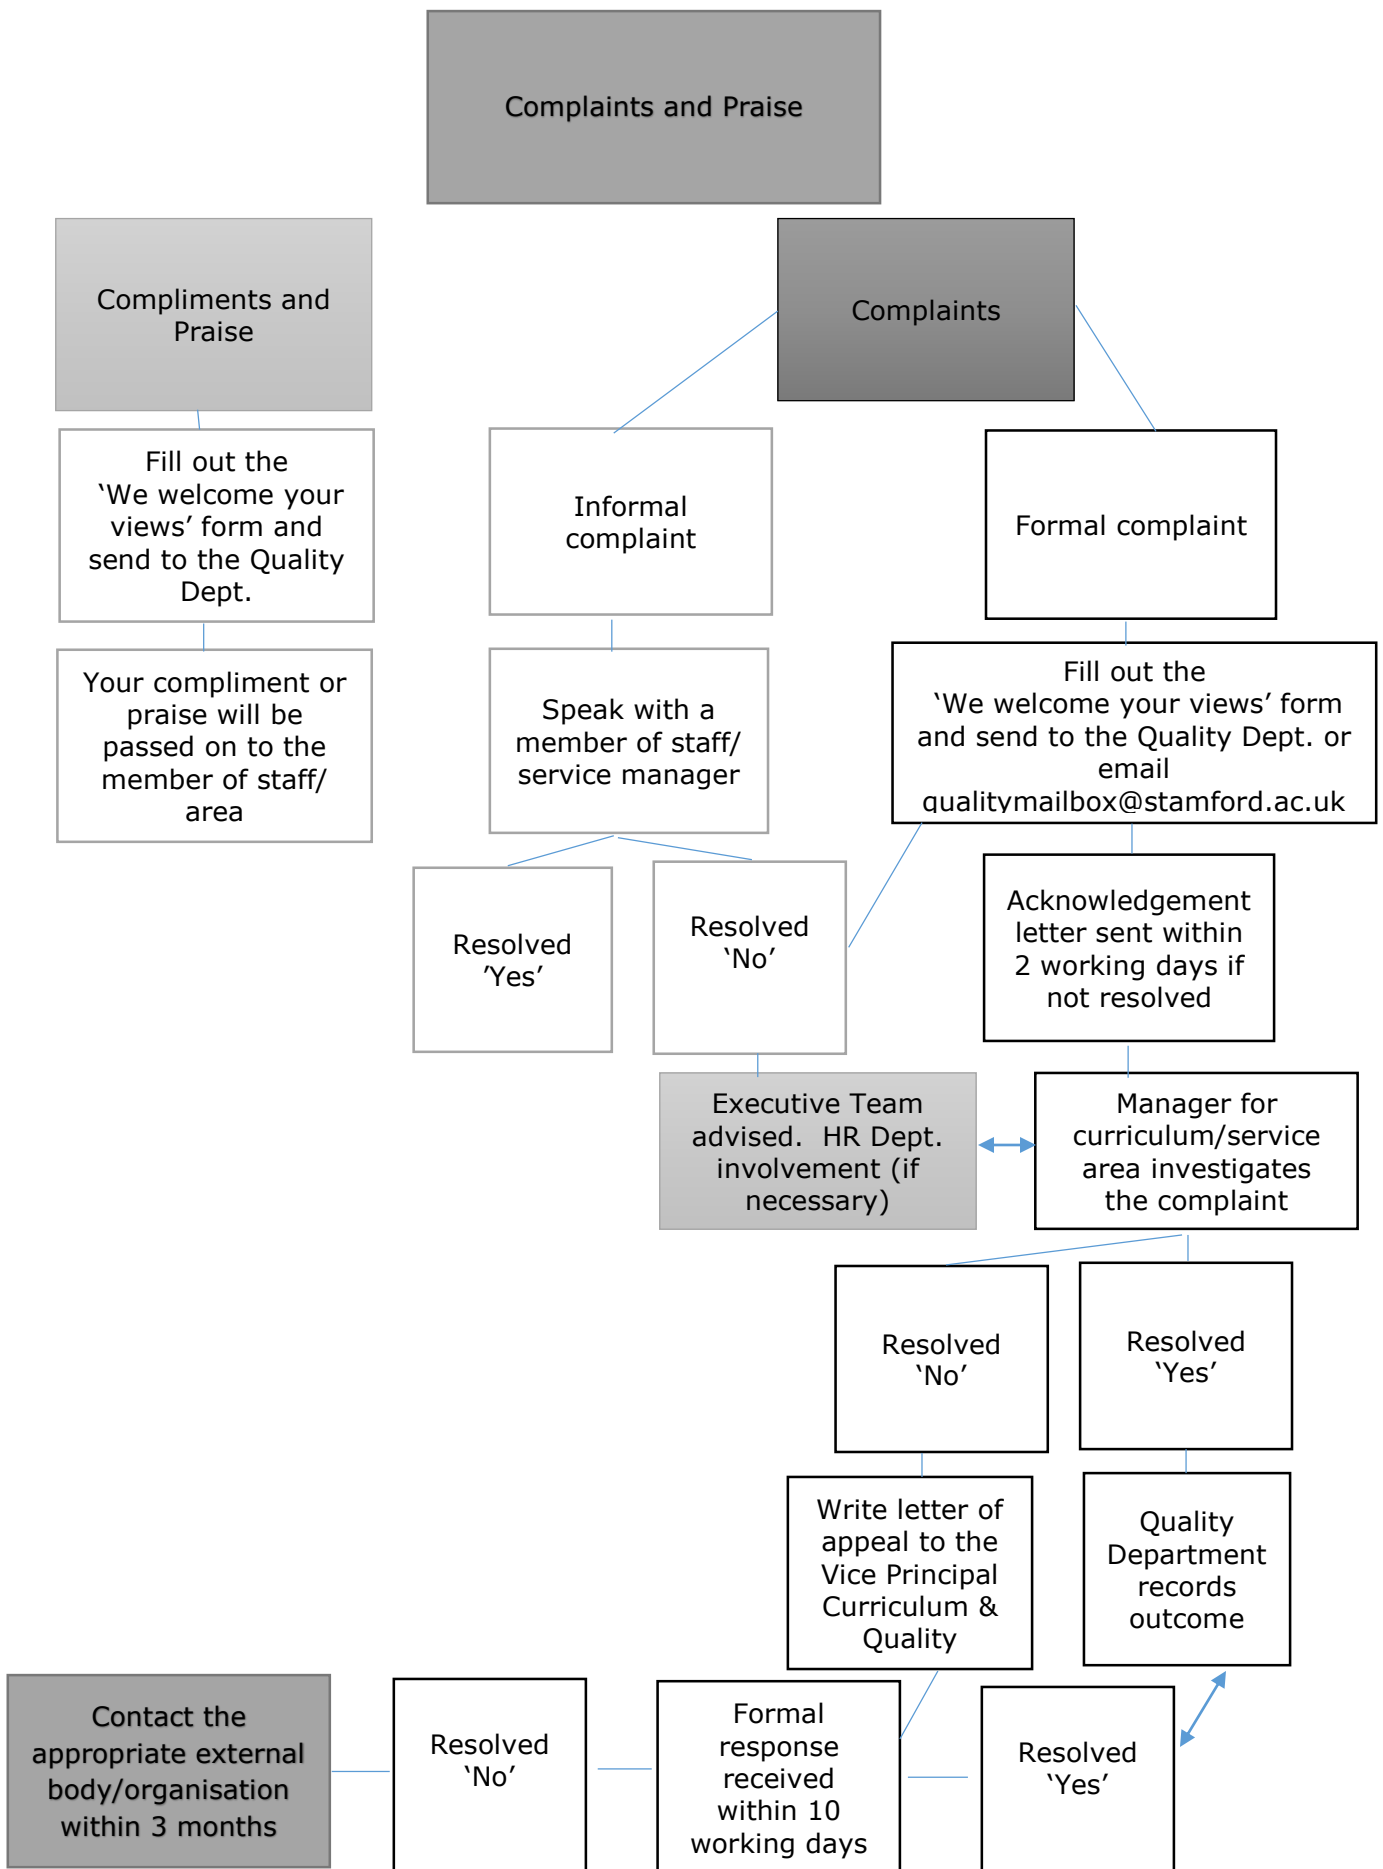 Complaints and Praise
Compliments and
Praise
Complaints
Fill out the
‘We welcome your
views’ form and
send to the Quality
Dept.
Informal
complaint
Formal complaint
Your compliment or
praise will be
passed on to the
member of staff/
area
Speak with a
member of staff/
service manager
Fill out the
‘We welcome your views’ form
and send to the Quality Dept. or
email
qualitymailbox@stamford.ac.uk
Resolved
’Yes’
Resolved
‘No’
Acknowledgement
letter sent within
2 working days if
not resolved
Executive Team
advised.  HR Dept.
involvement (if
necessary)
Manager for
curriculum/service
area investigates
the complaint
Resolved
‘No’
Resolved
‘Yes’
Write letter of
appeal to the
Vice Principal
Curriculum &
Quality
Quality
Department
records
outcome
Contact the
appropriate external
body/organisation
within 3 months
Resolved
‘No’
Formal
response
received
within 10
working days
Resolved
‘Yes’